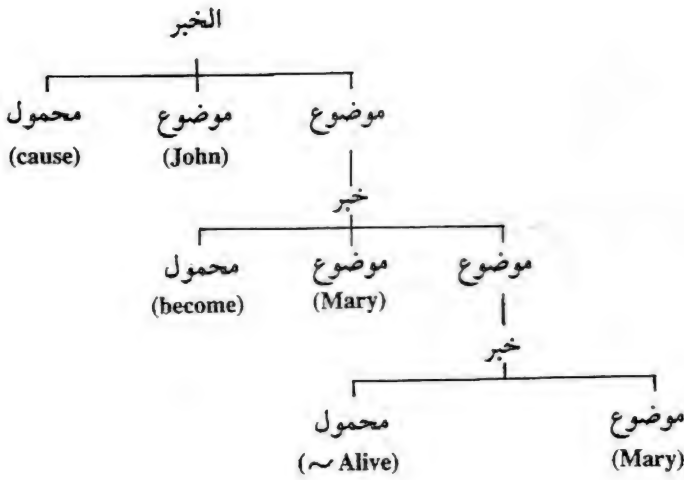 الخبر
محمول موضوع موضوع
(cause) (John)
خبر
محمول موضوع موضوع
(become) (Mary)
خبر
محمول موضوع
(~ Alive) (Mary)